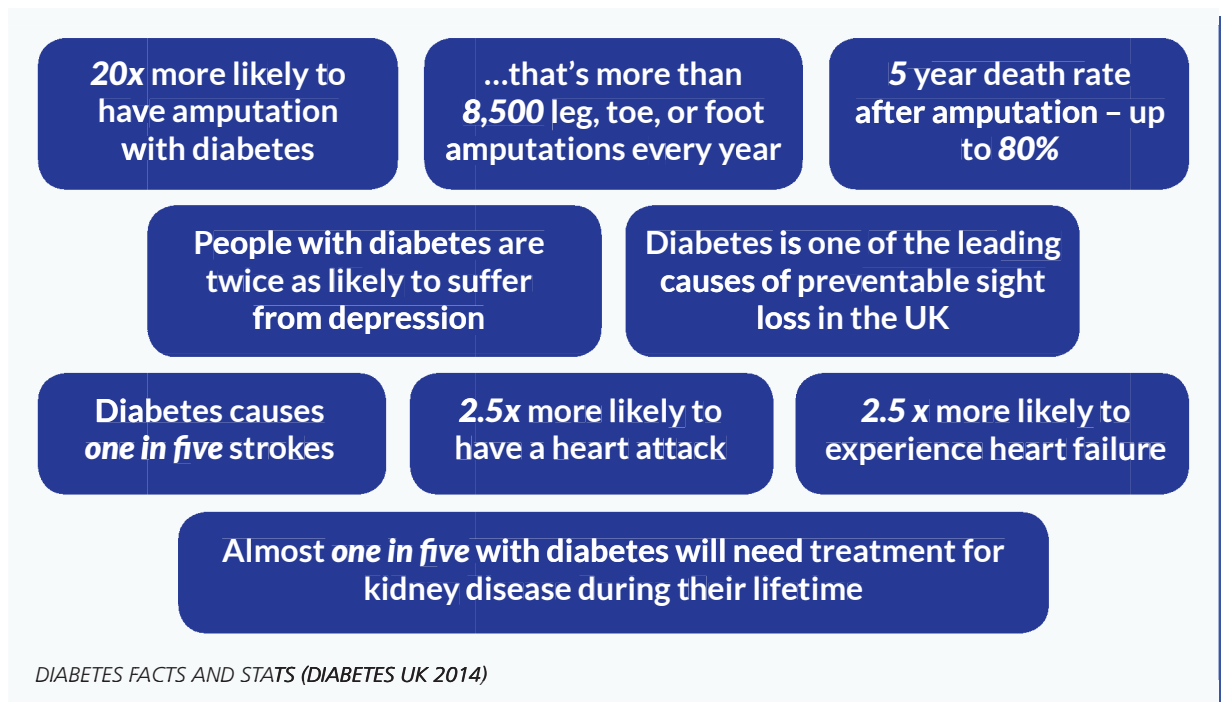 20x more likely to
have amputation
with diabetes
...that's more than
8,500 leg, toe, or foot
amputations every year
5 year death rate
after amputation – up
to 80%
People with diabetes are
twice as likely to suffer
from depression
Diabetes is one of the leading
causes of preventable sight
loss in the UK
Diabetes causes
one in five strokes
2.5x more likely to
have a heart attack
2.5 x more likely to
experience heart failure
Almost one in five with diabetes will need treatment for
kidney disease during their lifetime
DIABETES FACTS AND STATS (DIABETES UK 2014)